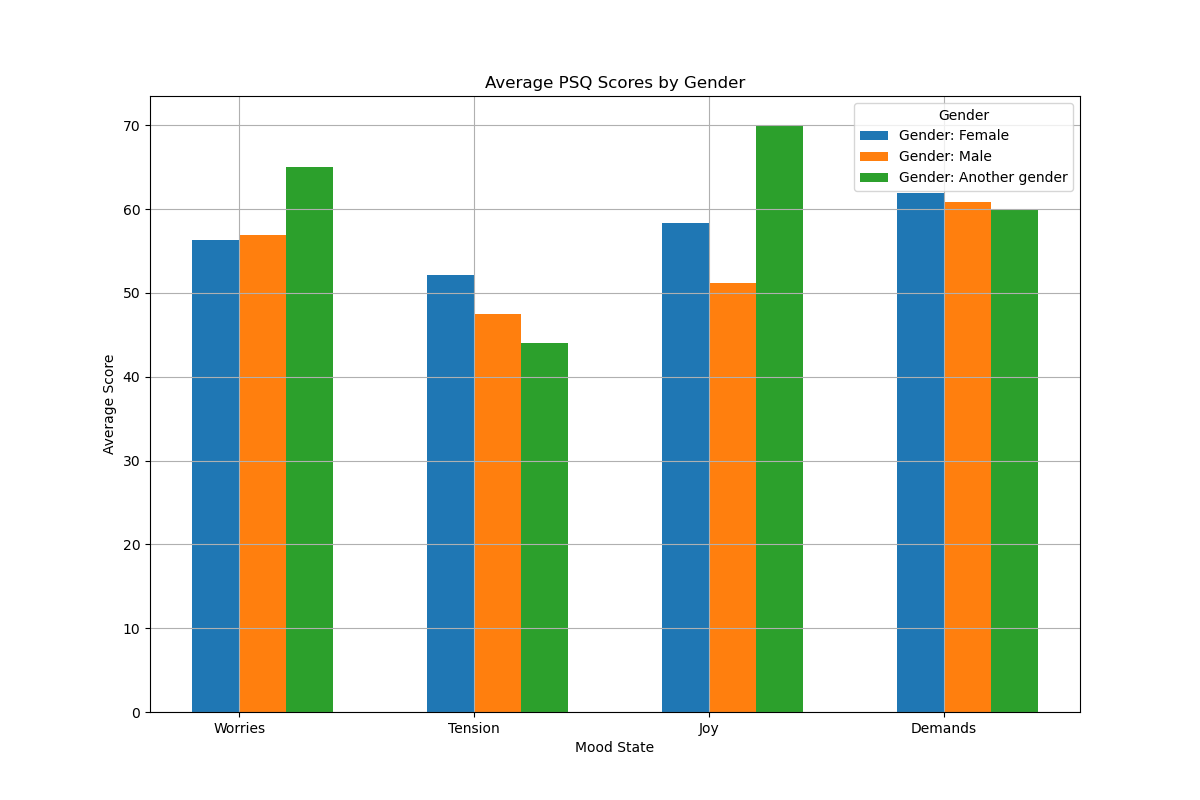 Average PSQ Scores by Gender
Gender
Gender: Female
Gender: Male
Gender: Another gender
70
60
50
40
30
20
10
0
Average Score
Worries
Tension
Joy
Demands
Mood State